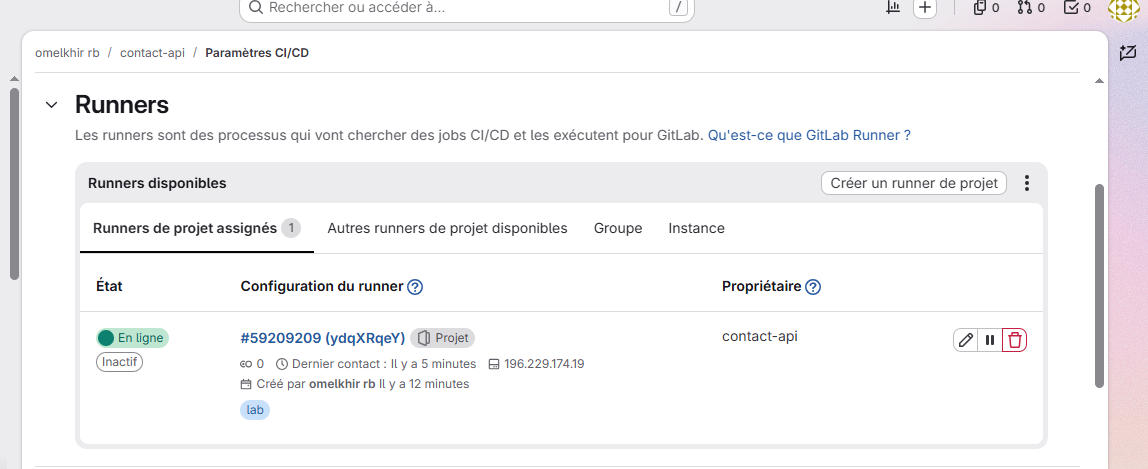 Rechercher ou accéder à... /
0 0 0
omelkhir rb / contact-api / Paramètres CI/CD
Runners
Les runners sont des processus qui vont chercher des jobs CI/CD et les exécutent pour GitLab. Qu'est-ce que GitLab Runner ?
Runners disponibles Créer un runner de projet
Runners de projet assignés 1 Autres runners de projet disponibles Groupe Instance
État Configuration du runner Propriétaire
En ligne #59209209 (ydqXRqeY) Projet contact-api
Inactif 0 Dernier contact : Il y a 5 minutes 196.229.174.19
Créé par omelkhir rb Il y a 12 minutes
lab